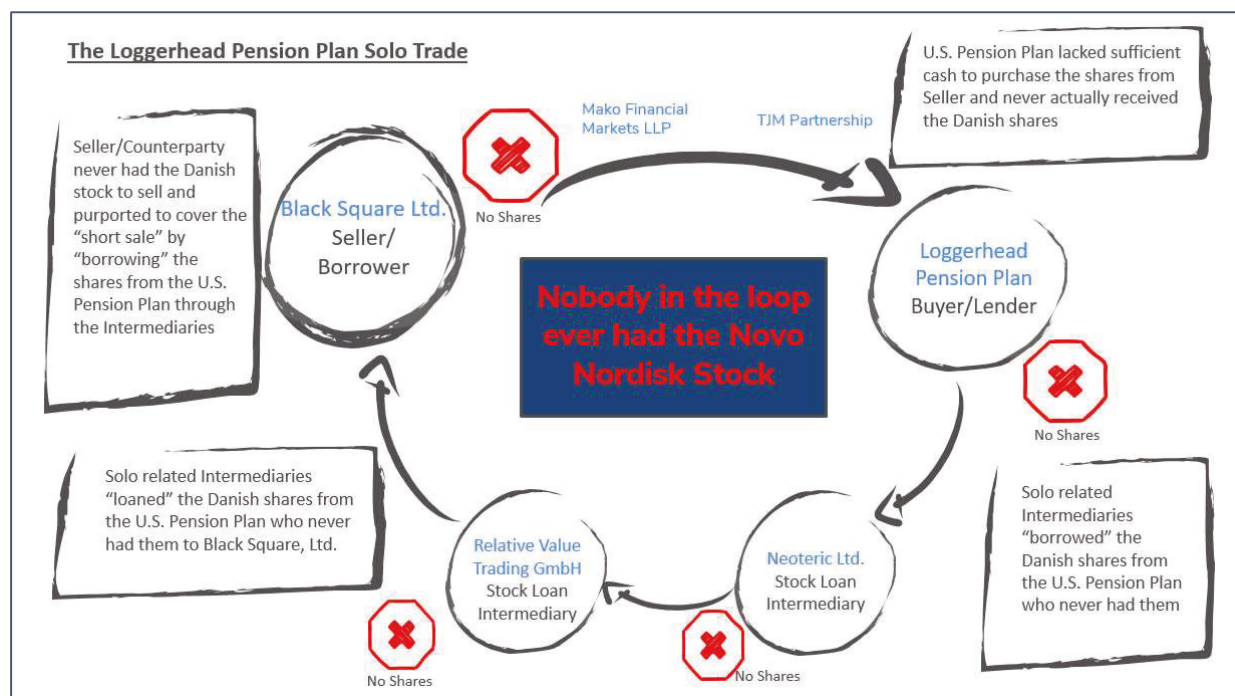 The Loggerhead Pension Plan Solo Trade
Seller/Counterparty
never had the Danish
stock to sell and
purported to cover the
“short sale” by
“borrowing” the
shares from the U.S.
Pension Plan through
the Intermediaries
Black Square Ltd.
Seller/
Borrower
No Shares
Mako Financial
Markets LLP
TJM Partnership
U.S. Pension Plan lacked sufficient
cash to purchase the shares from
Seller and never actually received
the Danish shares
Loggerhead
Pension Plan
Buyer/Lender
No Shares
Nobody in the loop
ever had the Novo
Nordisk Stock
Solo related
Intermediaries
“borrowed” the
Danish shares from
the U.S. Pension Plan
who never had them
Neoteric Ltd.
Stock Loan
Intermediary
No Shares
Relative Value
Trading GmbH
Stock Loan
Intermediary
No Shares
Solo related Intermediaries
“loaned” the Danish shares from
the U.S. Pension Plan who never
had them to Black Square, Ltd.